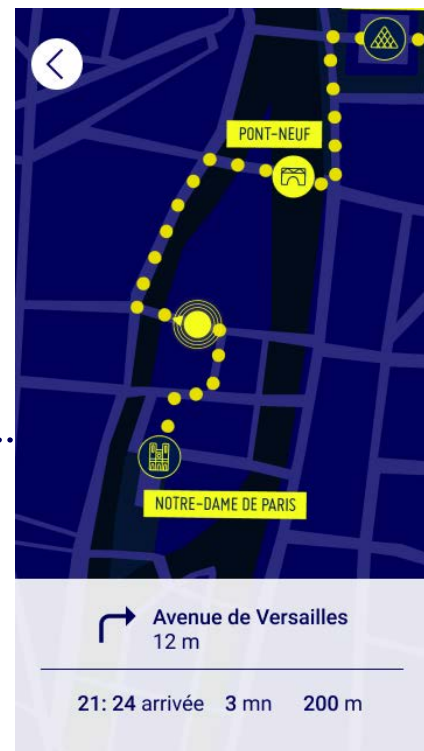 PONT-NEUF
NOTRE-DAME DE PARIS
Avenue de Versailles
12 m
21: 24 arrivée 3 mn 200 m